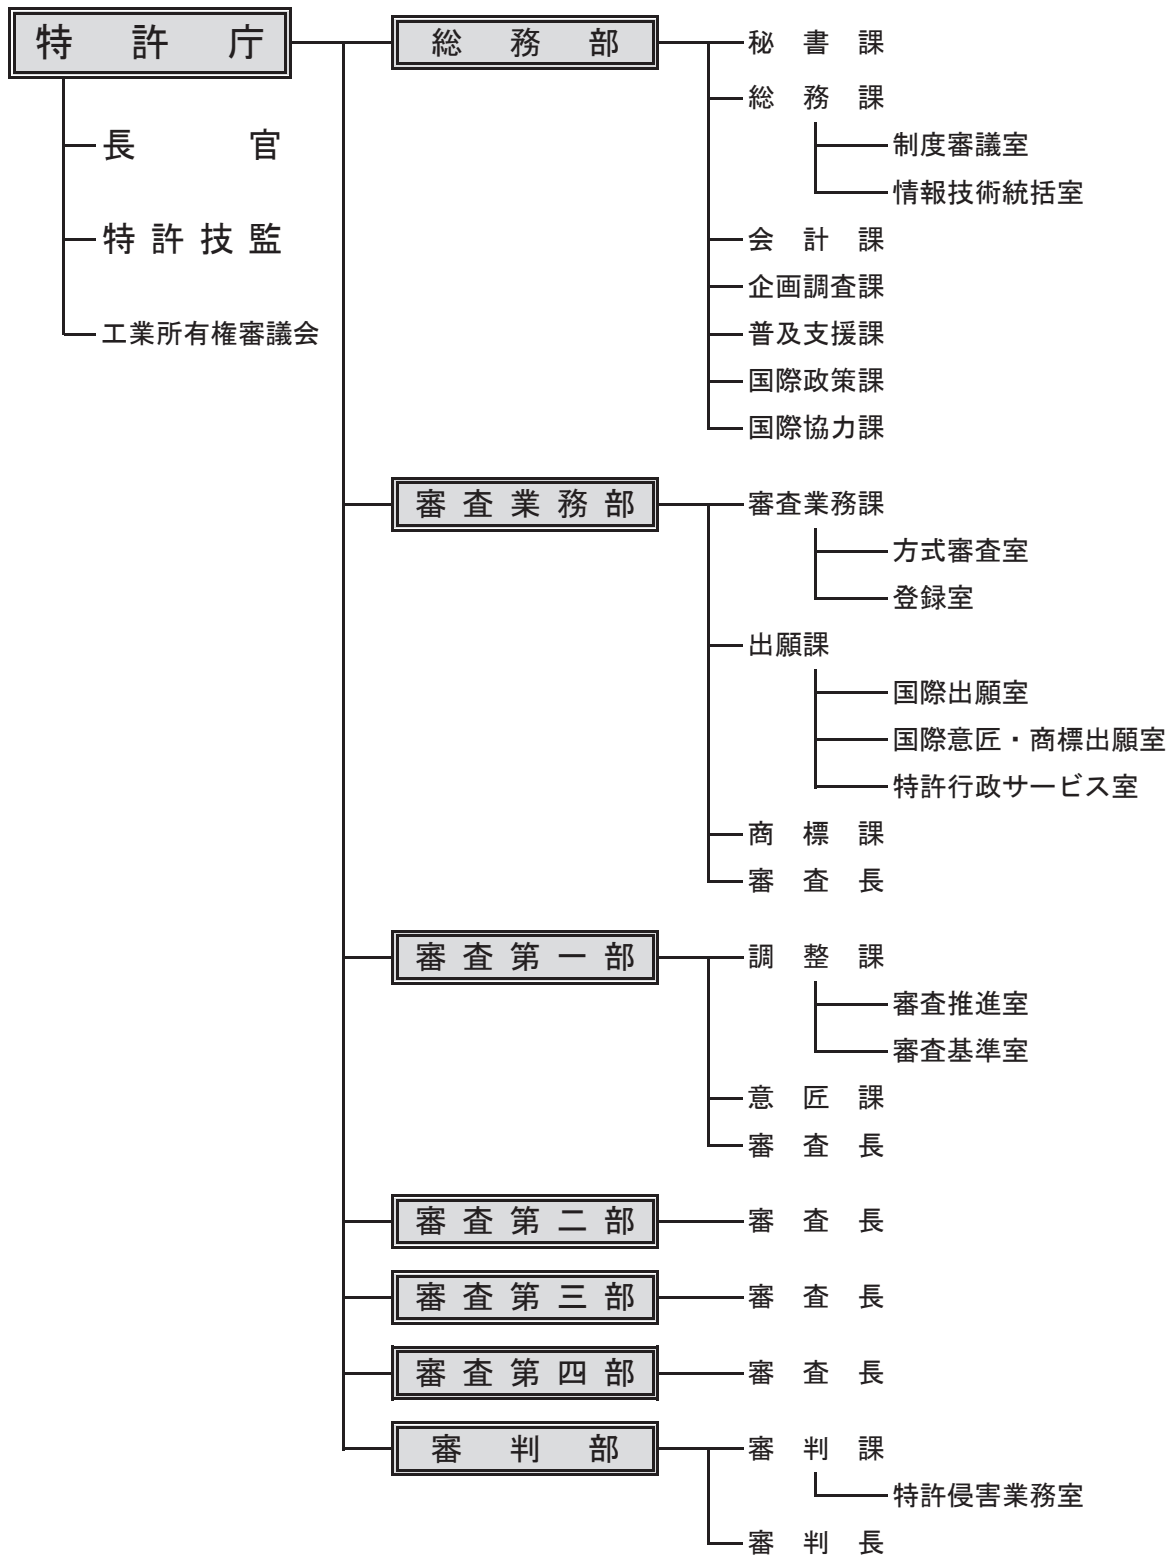 特許庁
長官
特許技監
工業所有権審議会
総務部
秘書課
総務課
制度審議室
情報技術統括室
会計課
企画調査課
普及支援課
国際政策課
国際協力課
審査業務部
審査業務課
方式審査室
登録室
出願課
国際出願室
国際意匠・商標出願室
特許行政サービス室
商標課
審査長
審査第一部
調整課
審査推進室
審査基準室
意匠課
審査長
審査第二部
審査長
審査第三部
審査長
審査第四部
審査長
審判部
審判課
特許侵害業務室
審判長